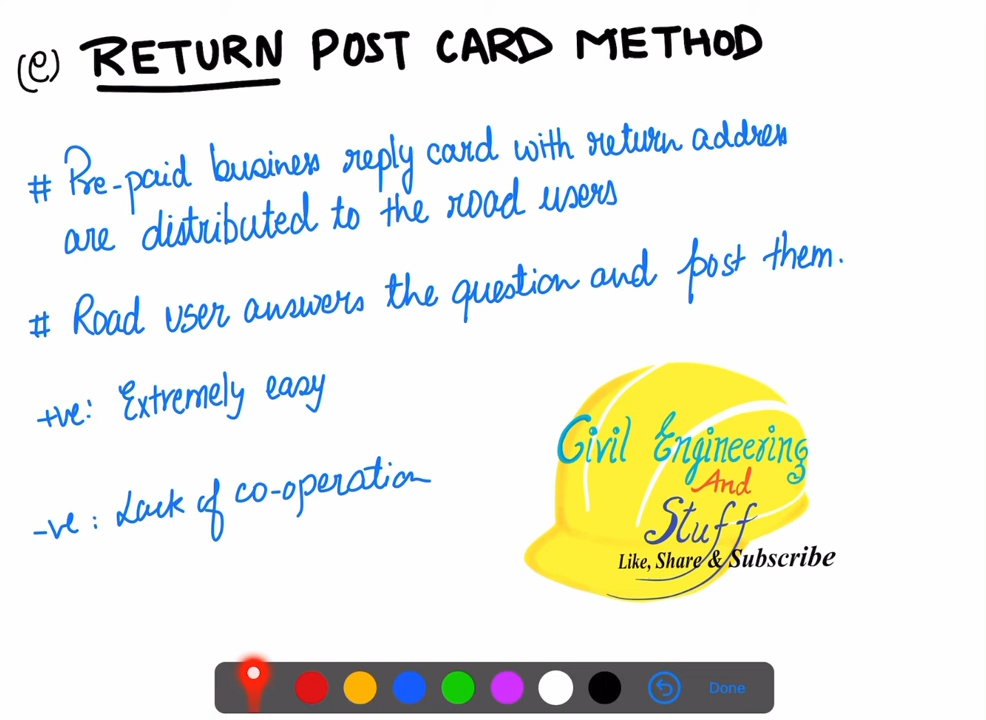 (e) RETURN POST CARD METHOD
# Pre-paid business reply card with return address
are distributed to the road users
# Road user answers the question and post them.
+ve: Extremely easy
-ve: Lack of co-operation
Civil Engineering
And
Stuff
Like, Share & Subscribe
Done